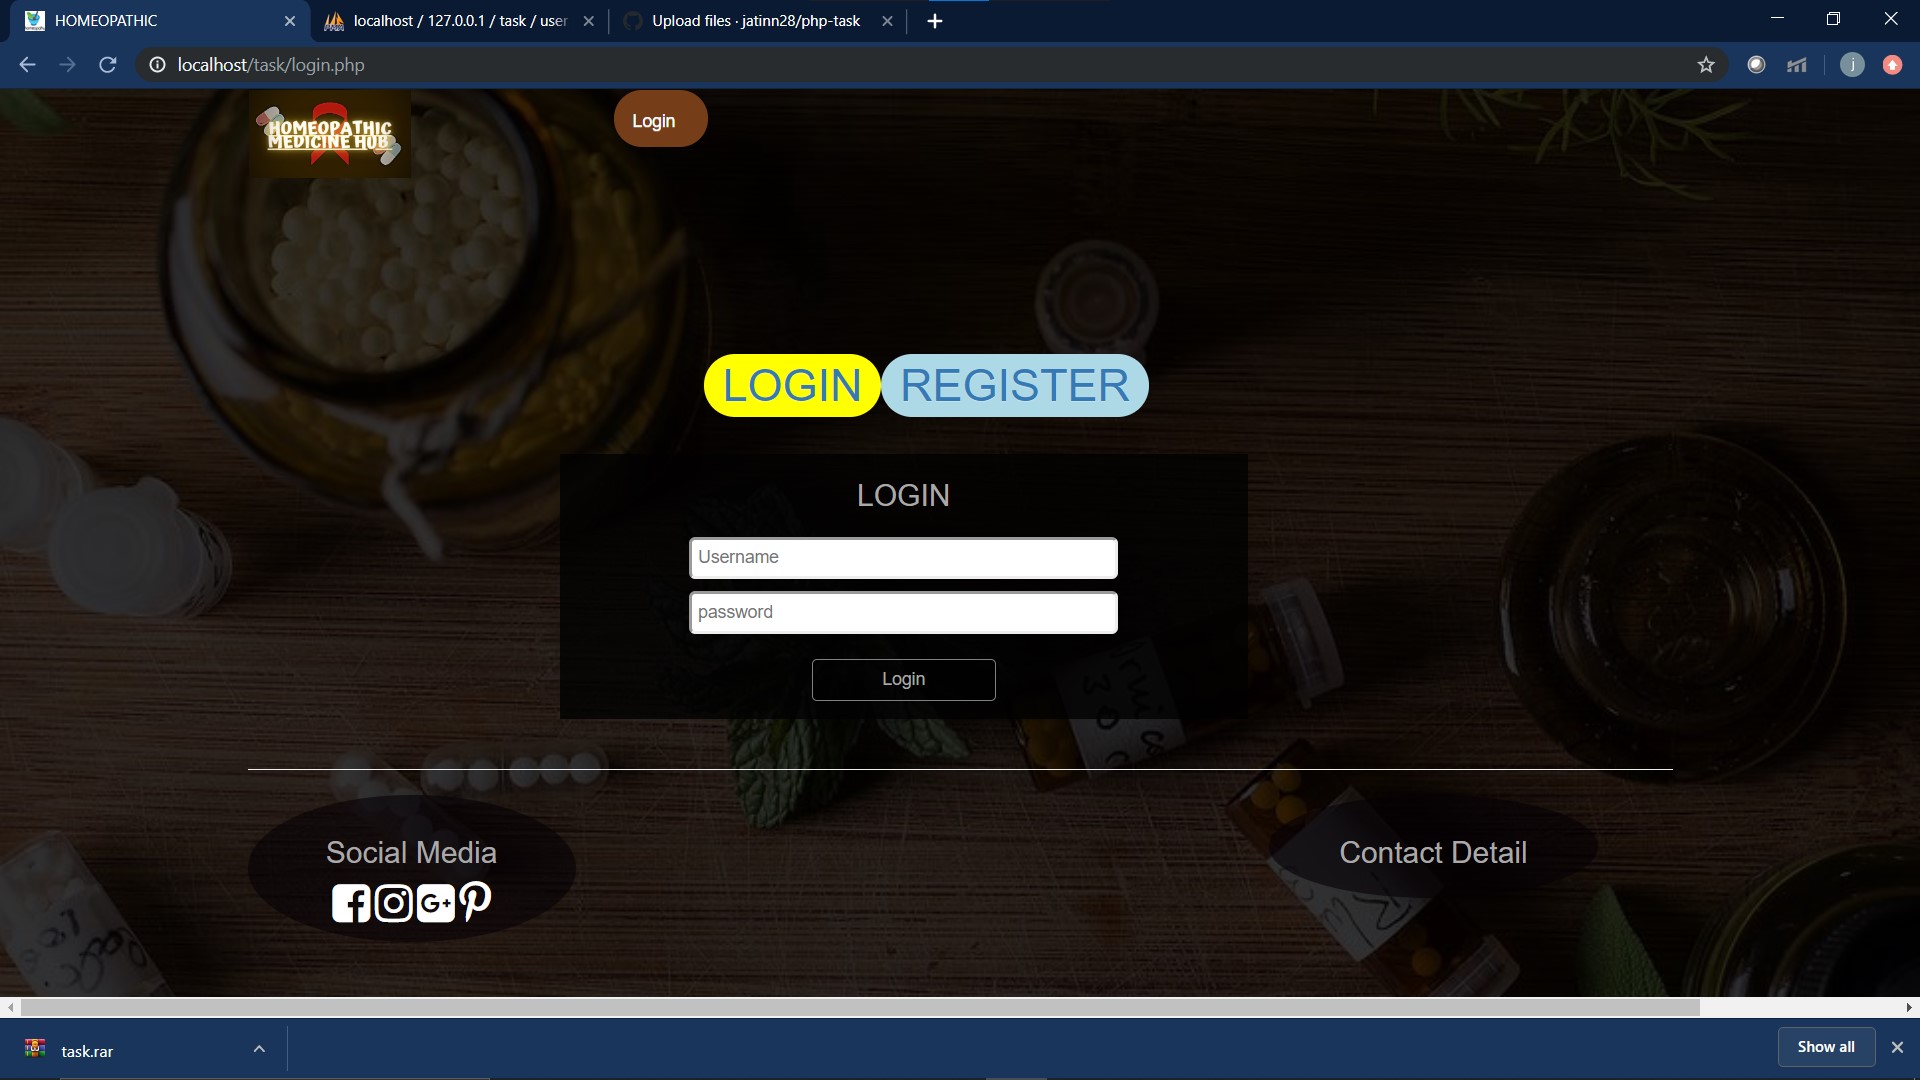 HOMEOPATHIC
localhost / 127.0.0.1 / task / user
Upload files · jatinn28/php-task
localhost/task/login.php
j
HOMEOPATHIC
MEDICINE HUB
Login
LOGIN
REGISTER
LOGIN
Username
password
Login
30 C
Social Media
Contact Detail
G+
task.rar
Show all